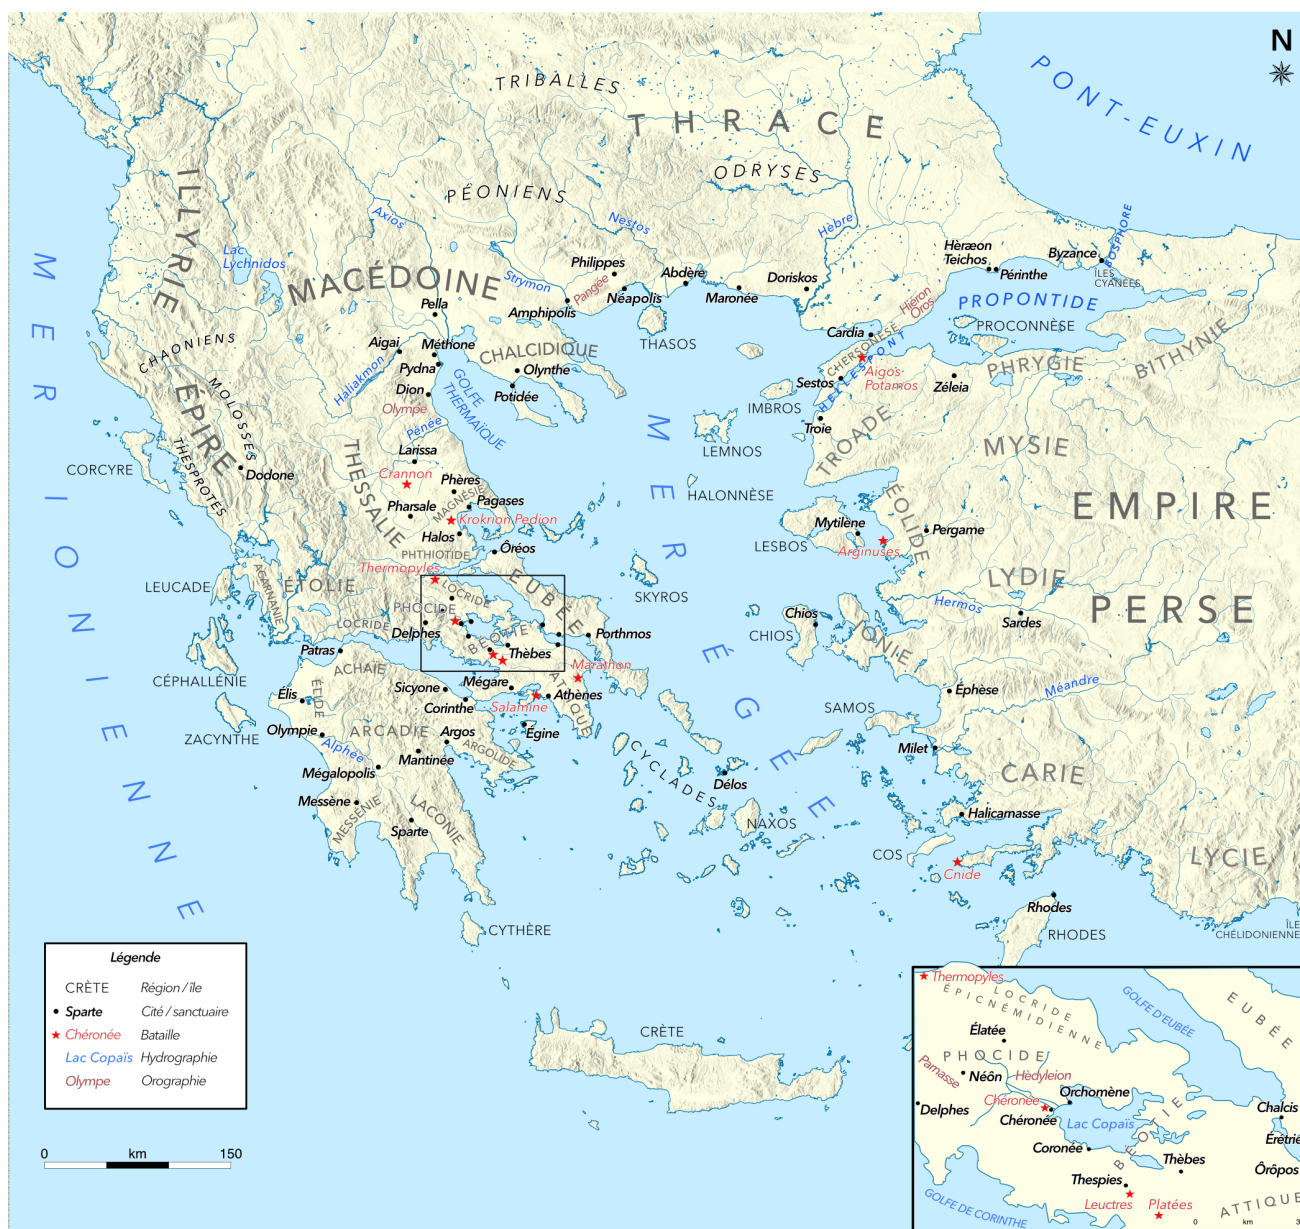 N
PONT-EUXIN
TRIBALLES
THRACE
ODRYSES
PÉONIENS
ILLYRIE
Axios
Nestos
Hèbre
BOSPHORE
Lac
Lychnidos
MACÉDOINE
Strymon
Philippes
Pangée
Abdère
Néapolis
Maronée
Doriskos
Hèræon
Teichos
Périnthe
Byzance
ÎLES
CYANÉES
Amphipolis
Pella
THASOS
Hiéron
Oros
PROPONTIDE
PROCONNÈSE
Cardia
CHERSONÈSE
HELLESPONT
Aigos-
Potamos
PHRYGIE
BITHYNIE
CHAONIENS
Aigai
Méthone
Pydna
CHALCIDIQUE
Olynthe
Potidée
Haliakmon
Dion
GOLFE
THERMAÏQUE
Olympe
Pénée
MOLOSSES
ÉPIRE
THESPROTES
Dodone
CORCYRE
Sestos
Zéleia
IMBROS
Troie
TROADE
LEMNOS
MYSIE
MER ÉGÉE
MER IONIENNE
HALONNÈSE
EMPIRE
PERSE
Larissa
Crannon
THESSALIE
Phères
MAGNÉSIE
Pagases
Pharsale
Krokrion Pedion
Halos
PHTHIOTIDE
Ôréos
Thermopyles
Mytilène
LESBOS
Arginuses
ÉOLIDE
Pergame
LYDIE
Hermos
Sardes
LEUCADE
ACARNANIE
ÉTOLIE
LOCRIDE
PHOCIDE
LOCRIDE
Delphes
EUBÉE
SKYROS
BÉOTIE
Thèbes
Porthmos
Chios
CHIOS
IONIE
Patras
ACHAÏE
CÉPHALLÉNIE
Élis
ÉLIDE
Sicyone
Corinthe
Mégare
Salamine
Athènes
ATTIQUE
Marathon
Éphèse
Méandre
ZACYNTHE
Olympie
Alphée
ARCADIE
Argos
ARGOLIDE
Mantinée
Egine
Mégalopolis
SAMOS
Milet
CARIE
CYCLADES
Délos
NAXOS
Messène
MESSÉNIE
LACONIE
Sparte
Halicarnasse
COS
Cnide
LYCIE
Rhodes
RHODES
ÎLE
CHÉLIDONIENNE
CYTHÈRE
CRÈTE
Légende
CRÈTE Région / île
Sparte Cité / sanctuaire
Chéronée Bataille
Lac Copaïs Hydrographie
Olympe Orographie
0 km 150
Thermopyles
LOCRIDE
ÉPICNÉMIDIENNE
GOLFE D'EUBÉE
EUBÉE
Élatée
PHOCIDE
Parnasse
Néôn
Hèdyleion
Orchomène
Chéronée
Delphes
Chéronée
Lac Copaïs
BÉOTIE
Chalcis
Coronée
Érétrie
Thèbes
Ôrôpos
Thespies
Leuctres
Platées
ATTIQUE
GOLFE DE CORINTHE
0 km 3